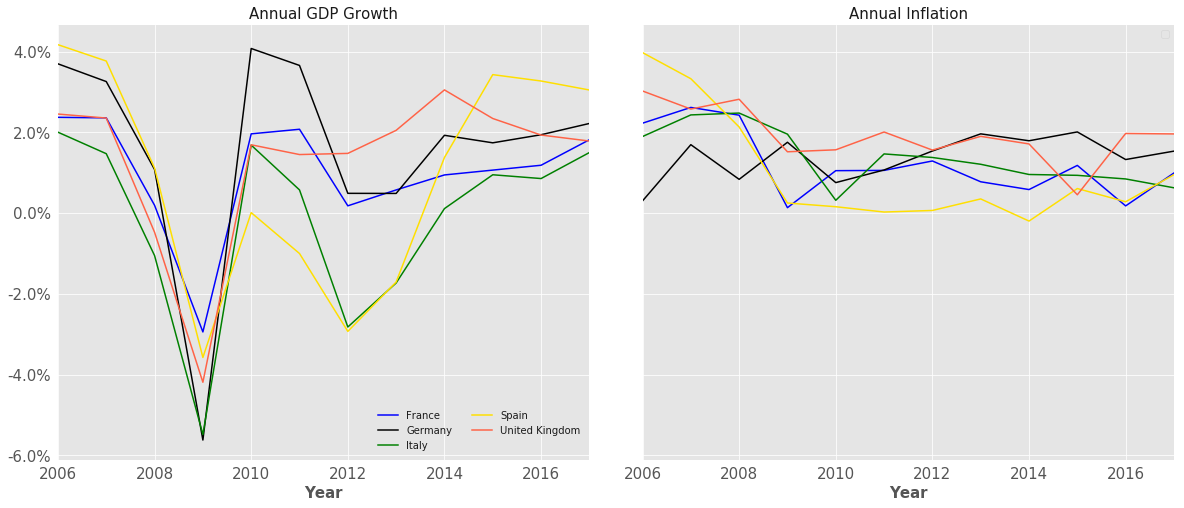 Annual GDP Growth
4.0%
2.0%
0.0%
-2.0%
-4.0%
-6.0%
France
Germany
Italy
Spain
United Kingdom
2006 2008 2010 2012 2014 2016
Year
Annual Inflation
2006 2008 2010 2012 2014 2016
Year